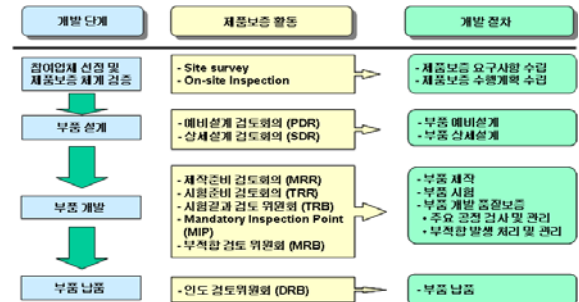 개발 단계
제품보증 활동
개발 절차
참여업체 선정 및
제품보증 체계 검증
- Site survey
- On-site Inspection
- 제품보증 요구사항 수립
- 제품보증 수행계획 수립
부품 설계
- 예비설계 검토회의 (PDR)
- 상세설계 검토회의 (SDR)
- 부품 예비설계
- 부품 상세설계
부품 개발
- 제작준비 검토회의 (MRR)
- 시험준비 검토회의 (TRR)
- 시험결과 검토 위원회 (TRB)
- Mandatory Inspection Point
(MIP)
- 부적합 검토 위원회 (MRB)
- 부품 제작
- 부품 시험
- 부품 개발 품질보증
• 주요 공정 검사 및 관리
• 부적합 발생 처리 및 관리
부품 납품
- 인도 검토위원회 (DRB)
- 부품 납품